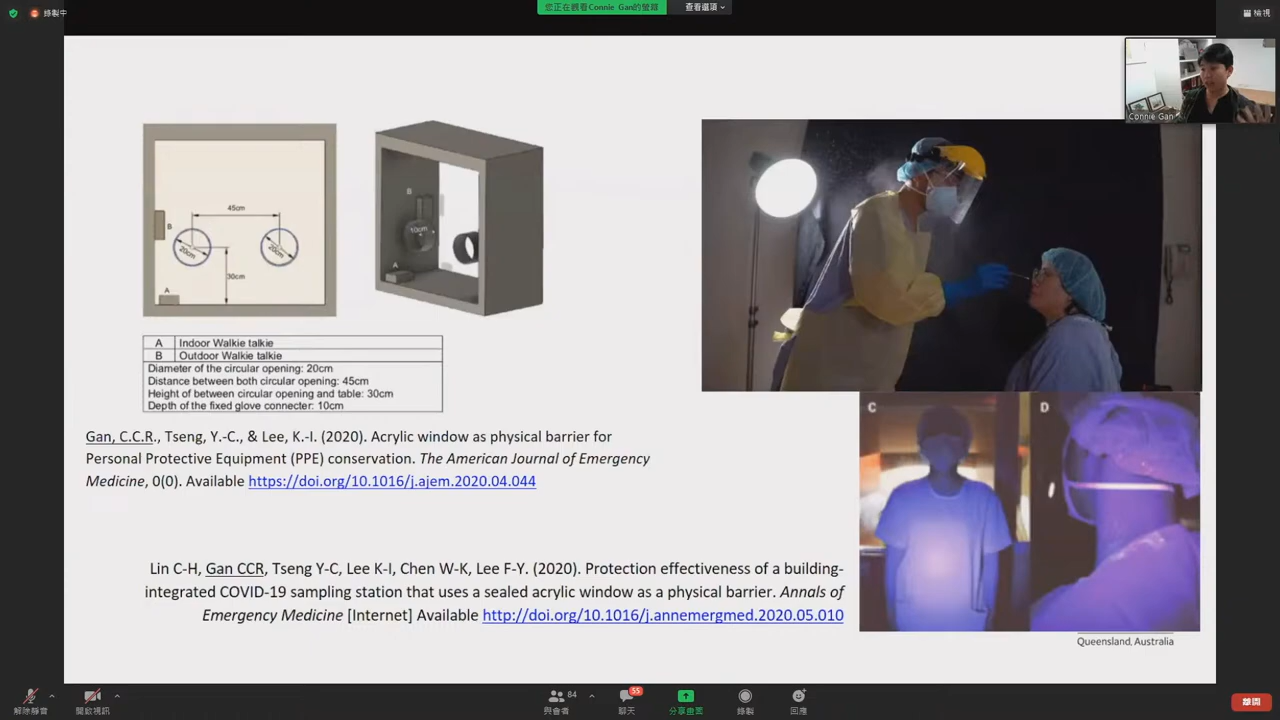 錄製中
您正在觀看Connie Gan的螢幕
查看選項
檢視
Connie Gan
45cm
B
20cm
20cm
30cm
A
B
10cm
A
A Indoor Walkie talkie
B Outdoor Walkie talkie
Diameter of the circular opening: 20cm
Distance between both circular opening: 45cm
Height of between circular opening and table: 30cm
Depth of the fixed glove connecter: 10cm
Gan, C.C.R., Tseng, Y.-C., & Lee, K.-I. (2020). Acrylic window as physical barrier for
Personal Protective Equipment (PPE) conservation. The American Journal of Emergency
Medicine, 0(0). Available https://doi.org/10.1016/j.ajem.2020.04.044
C
D
Lin C-H, Gan CCR, Tseng Y-C, Lee K-I, Chen W-K, Lee F-Y. (2020). Protection effectiveness of a building-
integrated COVID-19 sampling station that uses a sealed acrylic window as a physical barrier. Annals of
Emergency Medicine [Internet] Available http://doi.org/10.1016/j.annemergmed.2020.05.010
Queensland, Australia
解除靜音
開啟視訊
84
與會者
55
聊天
分享畫面
錄製
回應
離開